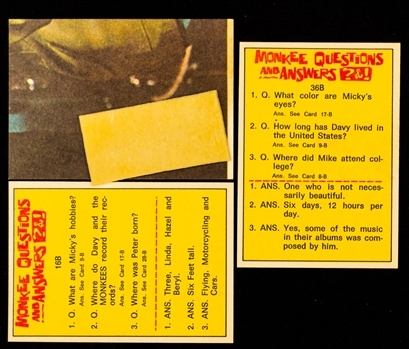 MONKEE QUESTIONS
AND ANSWERS ?&!
16B
1. Q. What are Micky's hobbies?
Ans. See Card 9-B
2. Q. Where do Davy and the
MONKEES record their rec-
ords?
Ans. See Card 17-B
3. Q. Where was Peter born?
Ans. See Card 28-B
1. ANS. Three, Linda, Hazel and
Beryl.
2. ANS. Six Feet tall.
3. ANS. Flying, Motorcycling and
Cars.
MONKEE QUESTIONS
AND ANSWERS ?&!
36B
1. Q. What color are Micky's
eyes?
Ans. See Card 17-B
2. Q. How long has Davy lived in
the United States?
Ans. See Card 9-B
3. Q. Where did Mike attend col-
lege?
Ans. See Card 8-B
1. ANS. One who is not neces-
sarily beautiful.
2. ANS. Six days, 12 hours per
day.
3. ANS. Yes, some of the music
in their albums was com-
posed by him.